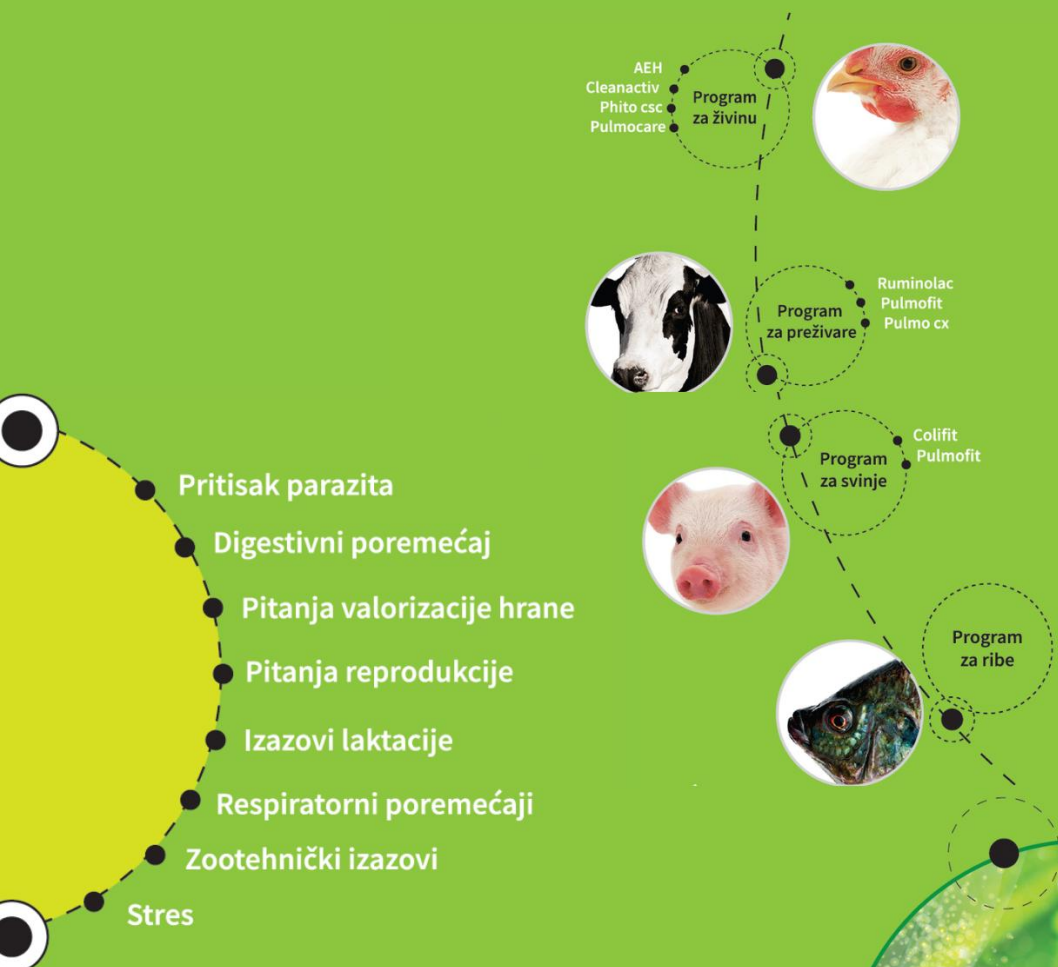 AEH
Cleanactiv
Phito csc
Pulmocare
Program
za živinu
Program
za preživare
Ruminolac
Pulmofit
Pulmo cx
Program
za svinje
Colifit
Pulmofit
Program
za ribe
Pritisak parazita
Digestivni poremećaj
Pitanja valorizacije hrane
Pitanja reprodukcije
Izazovi laktacije
Respiratorni poremećaji
Zootehnički izazovi
Stres